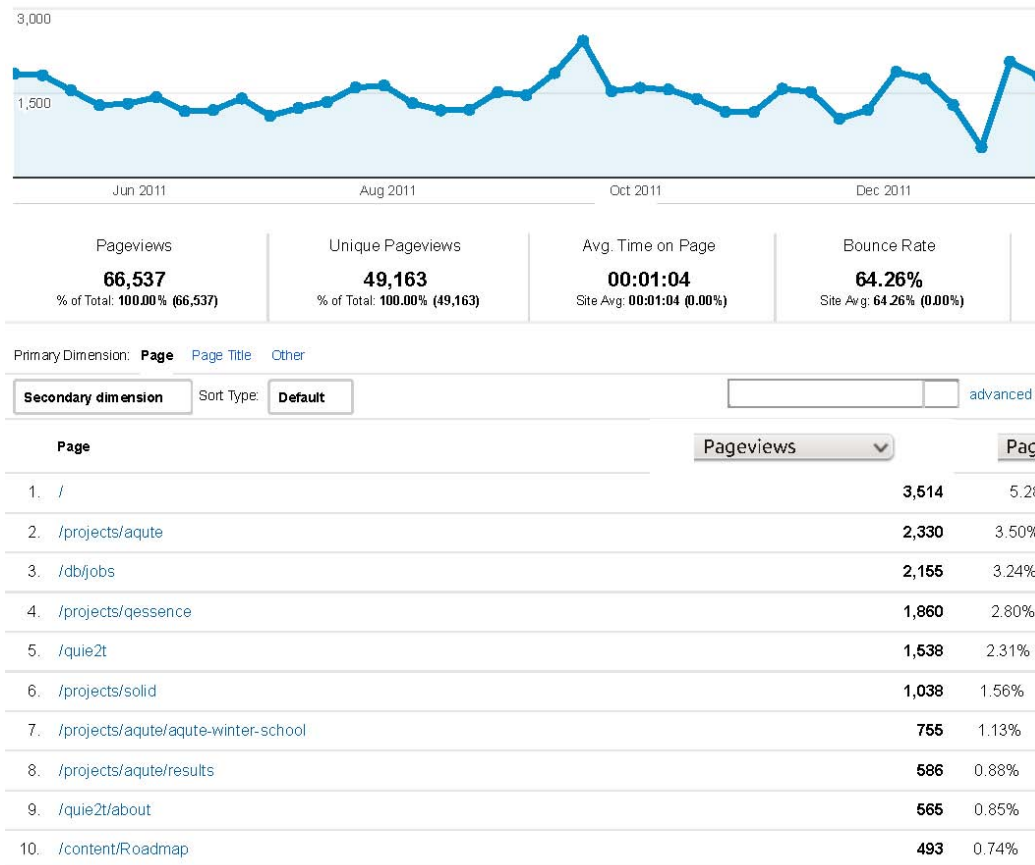 3,000
1,500
Jun 2011 Aug 2011 Oct 2011 Dec 2011
Pageviews Unique Pageviews Avg. Time on Page Bounce Rate
66,537 49,163 00:01:04 64.26%
% of Total: 100.00% (66,537) % of Total: 100.00% (49,163) Site Avg: 00:01:04 (0.00%) Site Avg: 64.26% (0.00%)
Primary Dimension: Page Page Title Other
Secondary dimension Sort Type: Default advanced
Page Pageviews Pag
1. / 3,514 5.28
2. /projects/aqute 2,330 3.50%
3. /db/jobs 2,155 3.24%
4. /projects/qessence 1,860 2.80%
5. /quie2t 1,538 2.31%
6. /projects/solid 1,038 1.56%
7. /projects/aqute/aqute-winter-school 755 1.13%
8. /projects/aqute/results 586 0.88%
9. /quie2t/about 565 0.85%
10. /content/Roadmap 493 0.74%